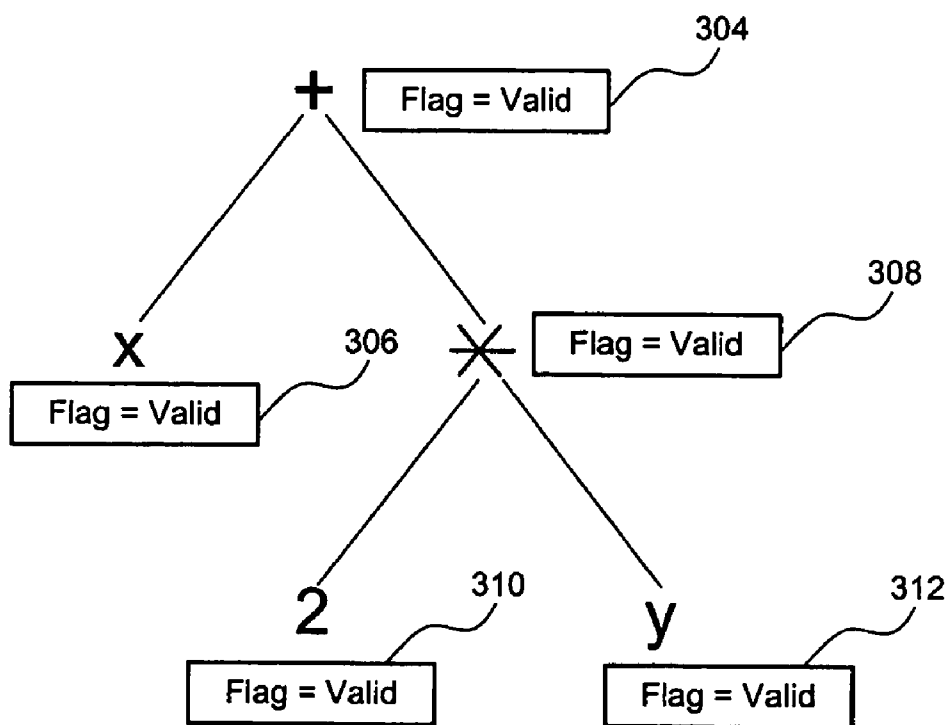 304
+
Flag = Valid
308
x
306
*
Flag = Valid
Flag = Valid
2
310
y
312
Flag = Valid
Flag = Valid